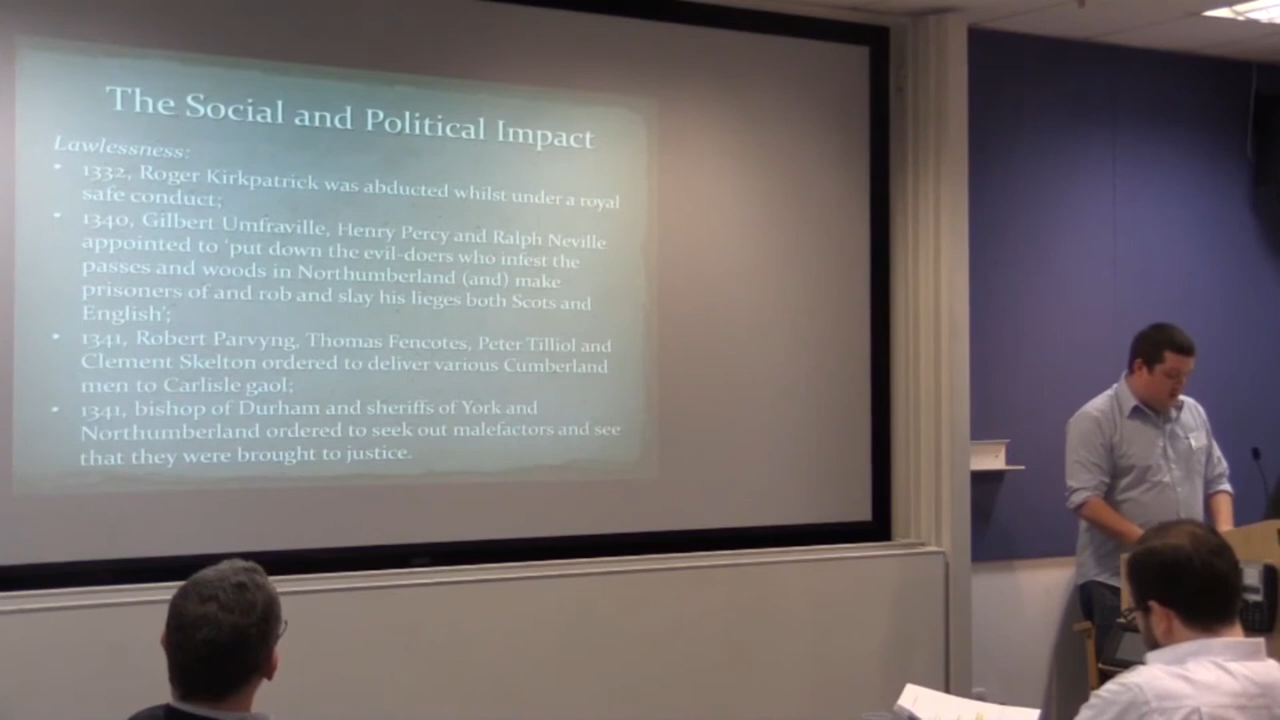 The Social and Political Impact
Lawlessness:
• 1332, Roger Kirkpatrick was abducted whilst under a royal
safe conduct;
• 1340, Gilbert Umfraville, Henry Percy and Ralph Neville
appointed to 'put down the evil-doers who infest the
passes and woods in Northumberland (and) make
prisoners of and rob and slay his lieges both Scots and
English';
• 1341, Robert Parvyng, Thomas Fencotes, Peter Tilliol and
Clement Skelton ordered to deliver various Cumberland
men to Carlisle gaol;
• 1341, bishop of Durham and sheriffs of York and
Northumberland ordered to seek out malefactors and see
that they were brought to justice.